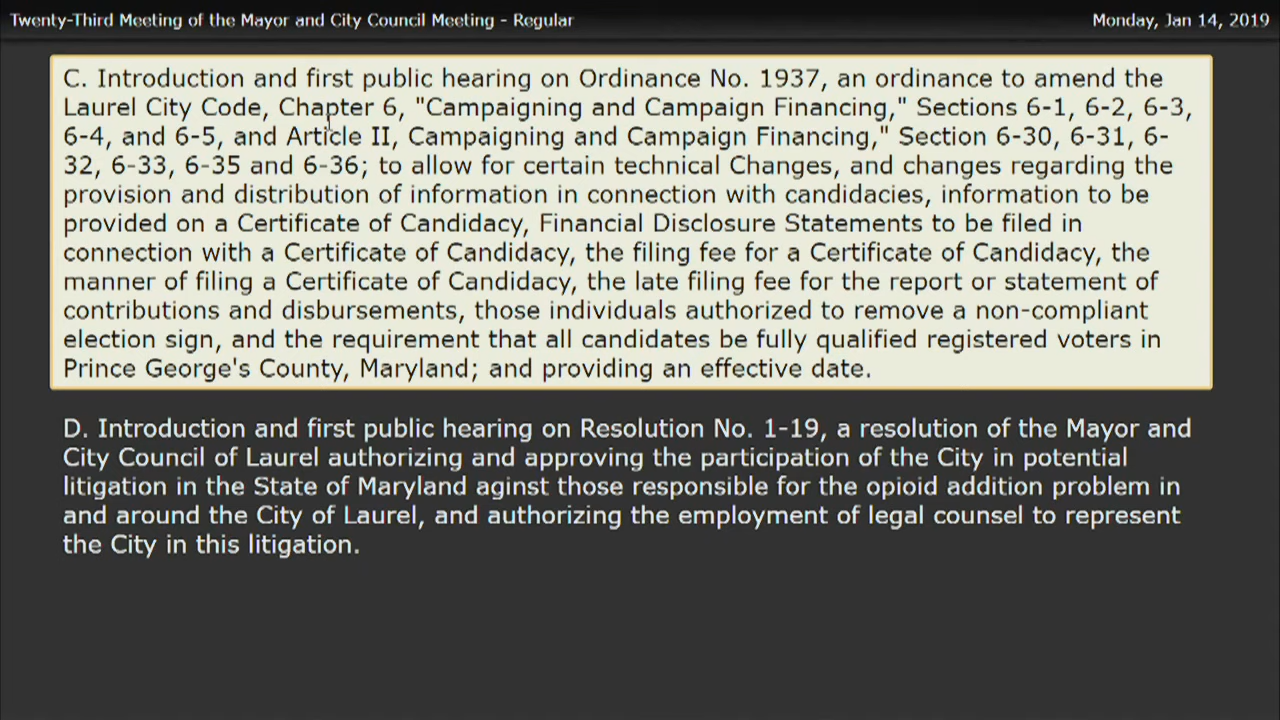 Twenty-Third Meeting of the Mayor and City Council Meeting - Regular
Monday, Jan 14, 2019
C. Introduction and first public hearing on Ordinance No. 1937, an ordinance to amend the
Laurel City Code, Chapter 6, "Campaigning and Campaign Financing," Sections 6-1, 6-2, 6-3,
6-4, and 6-5, and Article II, Campaigning and Campaign Financing," Section 6-30, 6-31, 6-
32, 6-33, 6-35 and 6-36; to allow for certain technical Changes, and changes regarding the
provision and distribution of information in connection with candidacies, information to be
provided on a Certificate of Candidacy, Financial Disclosure Statements to be filed in
connection with a Certificate of Candidacy, the filing fee for a Certificate of Candidacy, the
manner of filing a Certificate of Candidacy, the late filing fee for the report or statement of
contributions and disbursements, those individuals authorized to remove a non-compliant
election sign, and the requirement that all candidates be fully qualified registered voters in
Prince George's County, Maryland; and providing an effective date.
D. Introduction and first public hearing on Resolution No. 1-19, a resolution of the Mayor and
City Council of Laurel authorizing and approving the participation of the City in potential
litigation in the State of Maryland aginst those responsible for the opioid addition problem in
and around the City of Laurel, and authorizing the employment of legal counsel to represent
the City in this litigation.